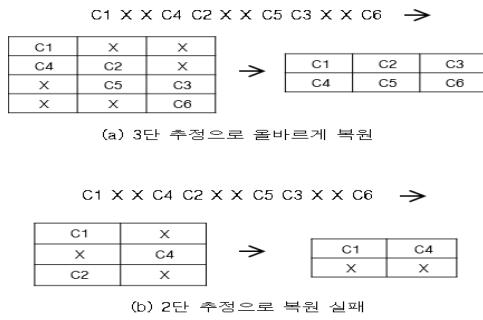 C1 X X C4 C2 X X C5 C3 X X C6 →
C1 X X
C4 C2 X
X C5 C3
X X C6
→
C1 C2 C3
C4 C5 C6
(a) 3단 추정으로 올바르게 복원
C1 X X C4 C2 X X C5 C3 X X C6 →
C1 X
X C4
C2 X
→
C1 C4
X X
(b) 2단 추정으로 복원 실패